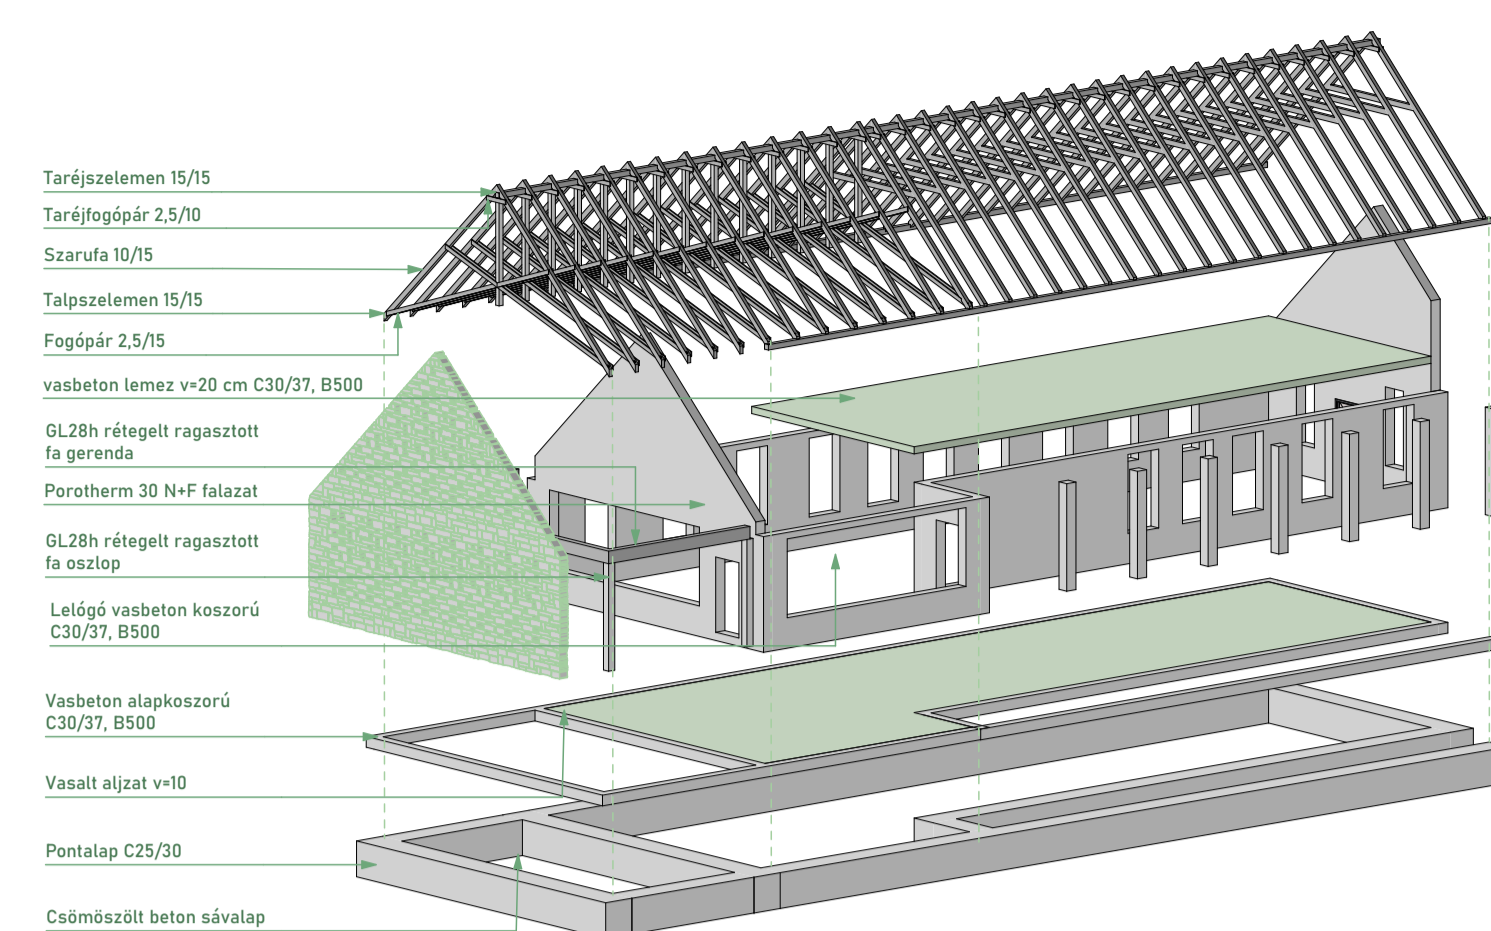 Taréjszelemen 15/15
Taréjfogópár 2,5/10
Szarufa 10/15
Talpszelemen 15/15
Fogópár 2,5/15
vasbeton lemez v=20 cm C30/37, B500
GL28h rétegelt ragasztott
fa gerenda
Porotherm 30 N+F falazat
GL28h rétegelt ragasztott
fa oszlop
Lelógó vasbeton koszorú
C30/37, B500
Vasbeton alapkoszorú
C30/37, B500
Vasalt aljzat v=10
Pontalap C25/30
Csömöszölt beton sávalap